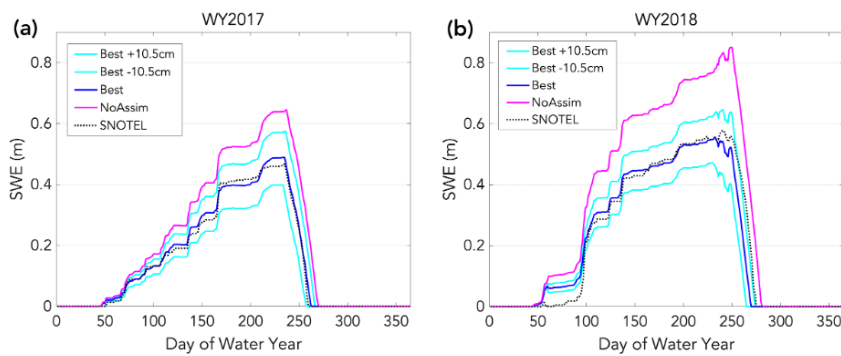 (a)
WY2017
Best +10.5cm
Best -10.5cm
Best
NoAssim
SNOTEL
SWE (m)
0.8
0.6
0.4
0.2
0
0 50 100 150 200 250 300 350
Day of Water Year
(b)
WY2018
Best +10.5cm
Best -10.5cm
Best
NoAssim
SNOTEL
SWE (m)
0.8
0.6
0.4
0.2
0
0 50 100 150 200 250 300 350
Day of Water Year